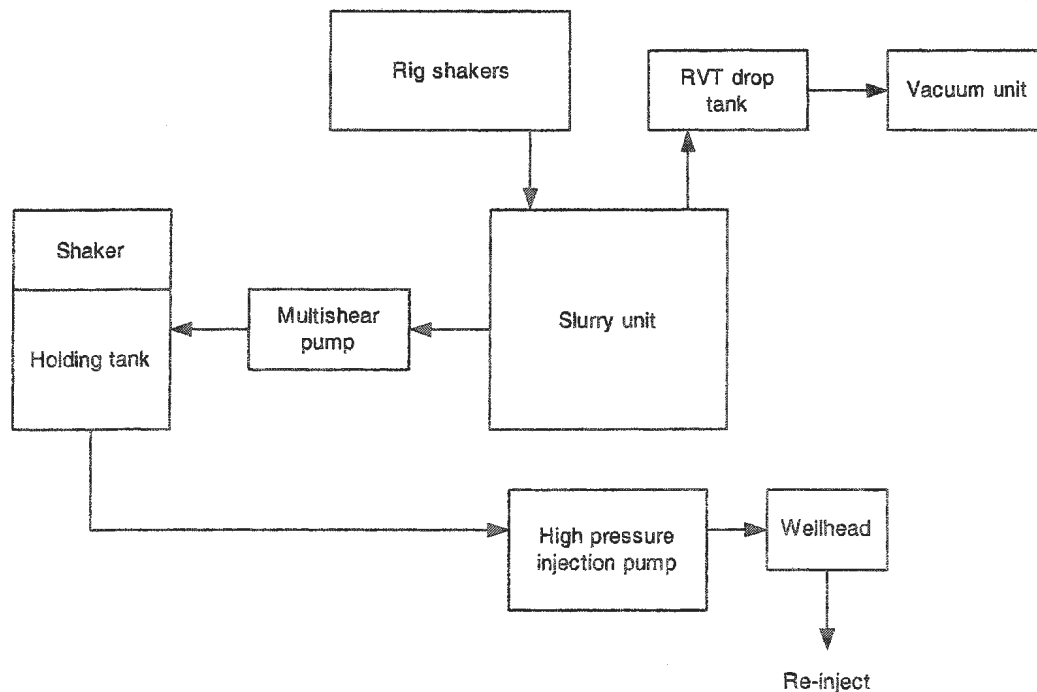 Rig shakers
RVT drop
tank
Vacuum unit
Shaker
Multishear
pump
Slurry unit
Holding tank
High pressure
injection pump
Wellhead
Re-inject